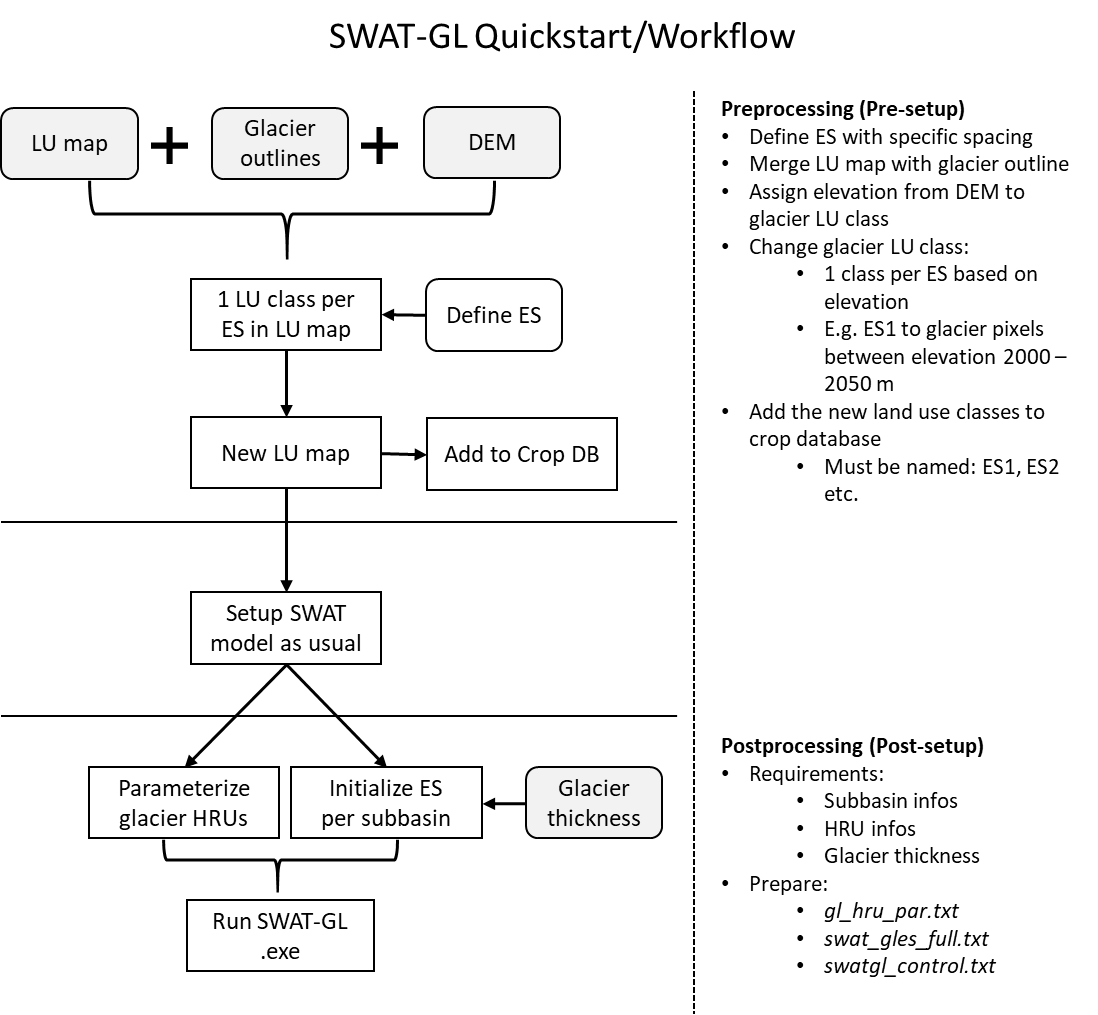 SWAT-GL Quickstart/Workflow
LU map
Glacier
outlines
DEM
1 LU class per
ES in LU map
Define ES
New LU map
Add to Crop DB
Setup SWAT
model as usual
Parameterize
glacier HRUs
Initialize ES
per subbasin
Glacier
thickness
Run SWAT-GL
.exe
Preprocessing (Pre-setup)
• Define ES with specific spacing
• Merge LU map with glacier outline
• Assign elevation from DEM to
glacier LU class
• Change glacier LU class:
• 1 class per ES based on
elevation
• E.g. ES1 to glacier pixels
between elevation 2000 –
2050 m
• Add the new land use classes to
crop database
• Must be named: ES1, ES2
etc.
Postprocessing (Post-setup)
• Requirements:
• Subbasin infos
• HRU infos
• Glacier thickness
• Prepare:
• gl_hru_par.txt
• swat_gles_full.txt
• swatgl_control.txt